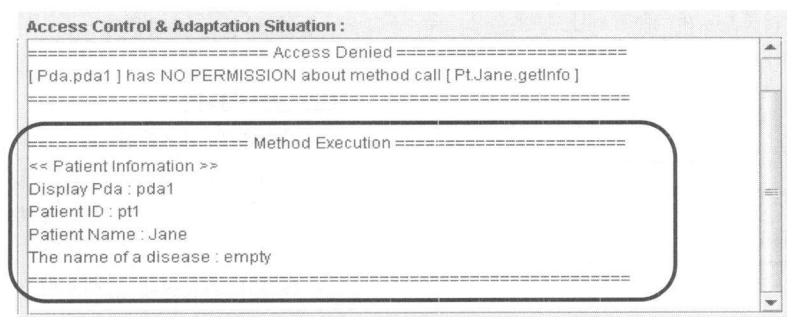 Access Control & Adaptation Situation :
======================== Access Denied =======================
[ Pda.pda1 ] has NO PERMISSION about method call [ Pt.Jane.getInfo ]
============================================================
====================== Method Execution =======================
<< Patient Infomation >>
Display Pda : pda1
Patient ID : pt1
Patient Name : Jane
The name of a disease : empty
============================================================